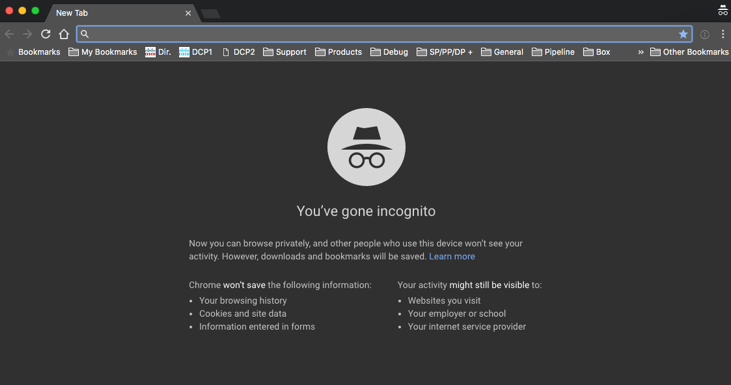 New Tab
Bookmarks My Bookmarks Dir. DCP1 DCP2 Support Products Debug SP/PP/DP + General Pipeline Box » Other Bookmarks
You've gone incognito
Now you can browse privately, and other people who use this device won't see your
activity. However, downloads and bookmarks will be saved. Learn more
Chrome won't save the following information:
• Your browsing history
• Cookies and site data
• Information entered in forms
Your activity might still be visible to:
• Websites you visit
• Your employer or school
• Your internet service provider